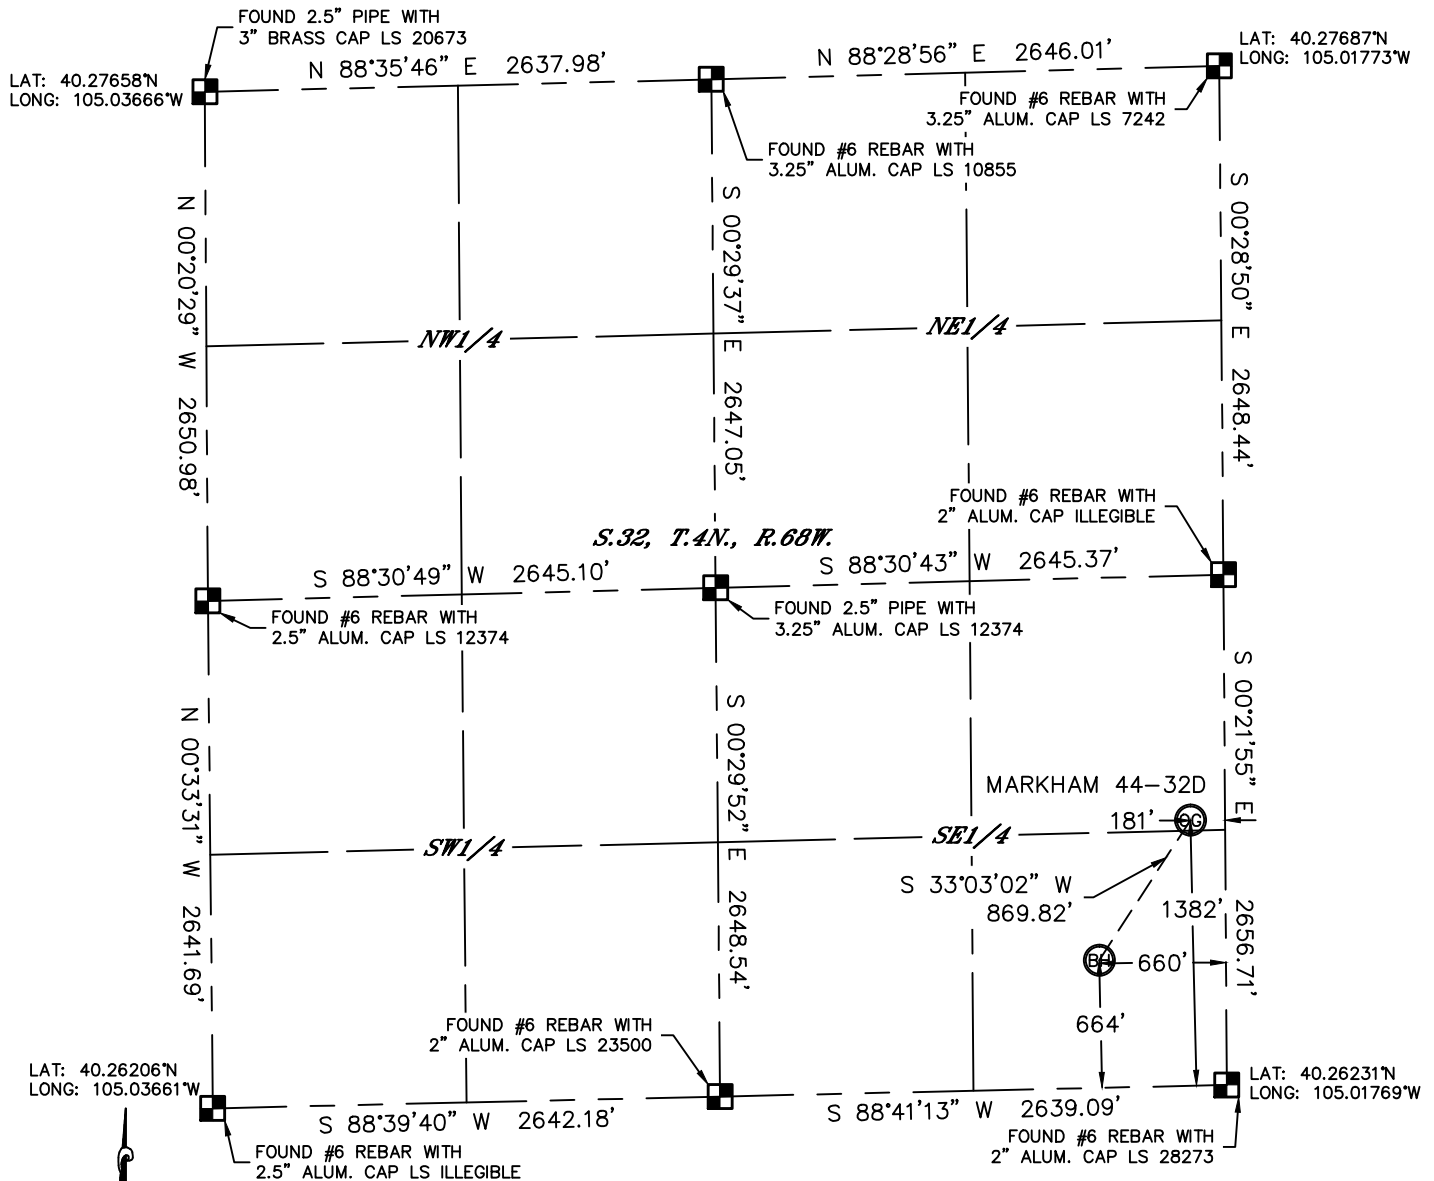 FOUND 2.5" PIPE WITH
3" BRASS CAP LS 20673
LAT: 40.27658°N
LONG: 105.03666°W
N 88°35'46" E 2637.98'
N 88°28'56" E 2646.01'
LAT: 40.27687°N
LONG: 105.01773°W
FOUND #6 REBAR WITH
3.25" ALUM. CAP LS 7242
FOUND #6 REBAR WITH
3.25" ALUM. CAP LS 10855
N 00°20'29" W 2650.98'
S 00°29'37" E 2647.05'
S 00°28'50" E 2648.44'
NW1/4
NE1/4
FOUND #6 REBAR WITH
2" ALUM. CAP ILLEGIBLE
S.32, T.4N., R.68W.
S 88°30'49" W 2645.10'
S 88°30'43" W 2645.37'
FOUND #6 REBAR WITH
2.5" ALUM. CAP LS 12374
FOUND 2.5" PIPE WITH
3.25" ALUM. CAP LS 12374
N 00°33'31" W 2641.69'
S 00°29'52" E 2648.54'
S 00°21'55" E 2656.71'
MARKHAM 44-32D
181'
OG
SW1/4
SE1/4
S 33°03'02" W
869.82'
1382'
BH
660'
664'
FOUND #6 REBAR WITH
2" ALUM. CAP LS 23500
LAT: 40.26206°N
LONG: 105.03661°W
LAT: 40.26231°N
LONG: 105.01769°W
S 88°39'40" W 2642.18'
S 88°41'13" W 2639.09'
FOUND #6 REBAR WITH
2.5" ALUM. CAP LS ILLEGIBLE
FOUND #6 REBAR WITH
2" ALUM. CAP LS 28273